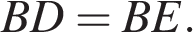 BD = BE.